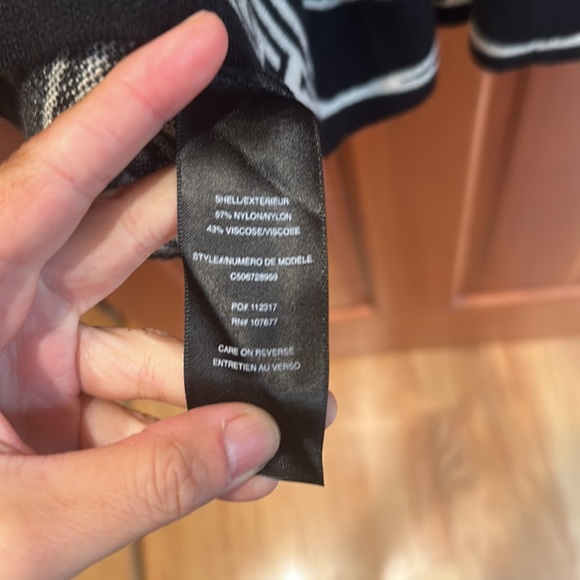 SHELL/EXTÉRIEUR
57% NYLON/NYLON
43% VISCOSE/VISCOSE
STYLE#/NUMÉRO DE MODÈLE
C506728959
PO# 112317
RN# 107677
CARE ON REVERSE
ENTRETIEN AU VERSO